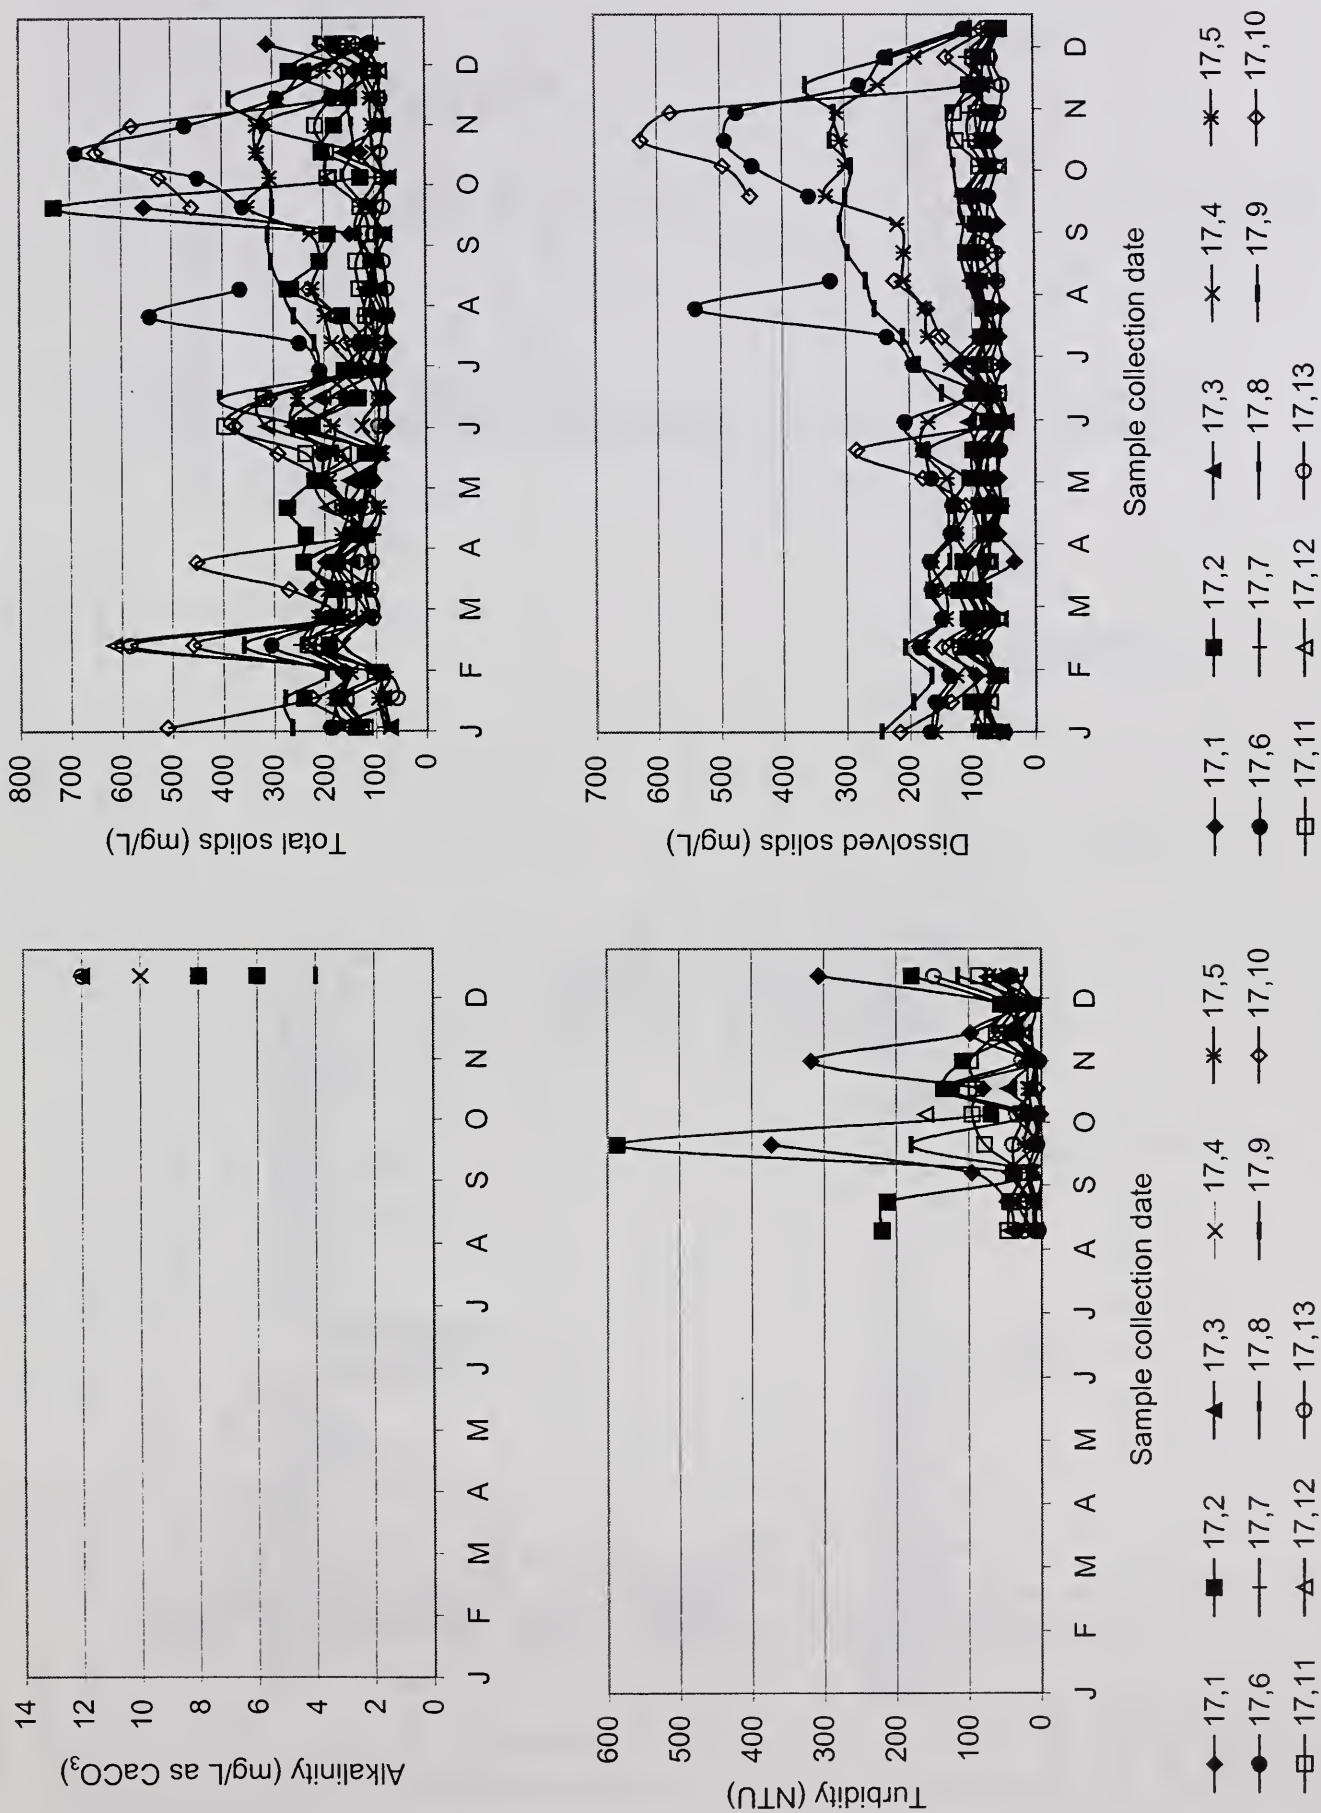 Alkalinity (mg/L as CaCO₃)
14
12
10
8
6
4
2
0
J F M A M J J A S O N D
Total solids (mg/L)
800
700
600
500
400
300
200
100
0
J F M A M J J A S O N D
Turbidity (NTU)
600
500
400
300
200
100
0
J F M A M J J A S O N D
Sample collection date
17,1 17,2 17,3 17,4 17,5
17,6 17,7 17,8 17,9 17,10
17,11 17,12 17,13
Dissolved solids (mg/L)
700
600
500
400
300
200
100
0
J F M A M J J A S O N D
Sample collection date
17,1 17,2 17,3 17,4 17,5
17,6 17,7 17,8 17,9 17,10
17,11 17,12 17,13